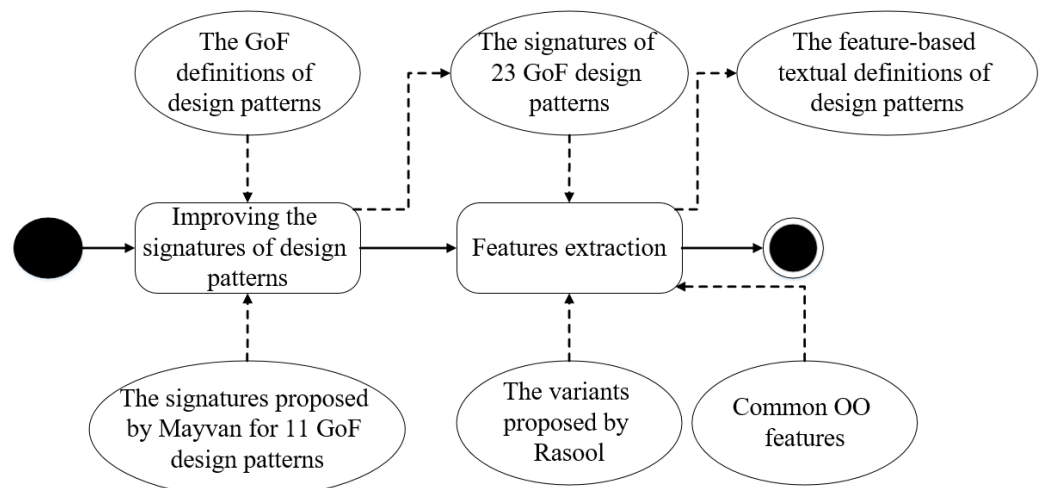 The GoF
definitions of
design patterns
The signatures of
23 GoF design
patterns
The feature-based
textual definitions of
design patterns
Improving the
signatures of design
patterns
Features extraction
The signatures proposed
by Mayvan for 11 GoF
design patterns
The variants
proposed by
Rasool
Common OO
features